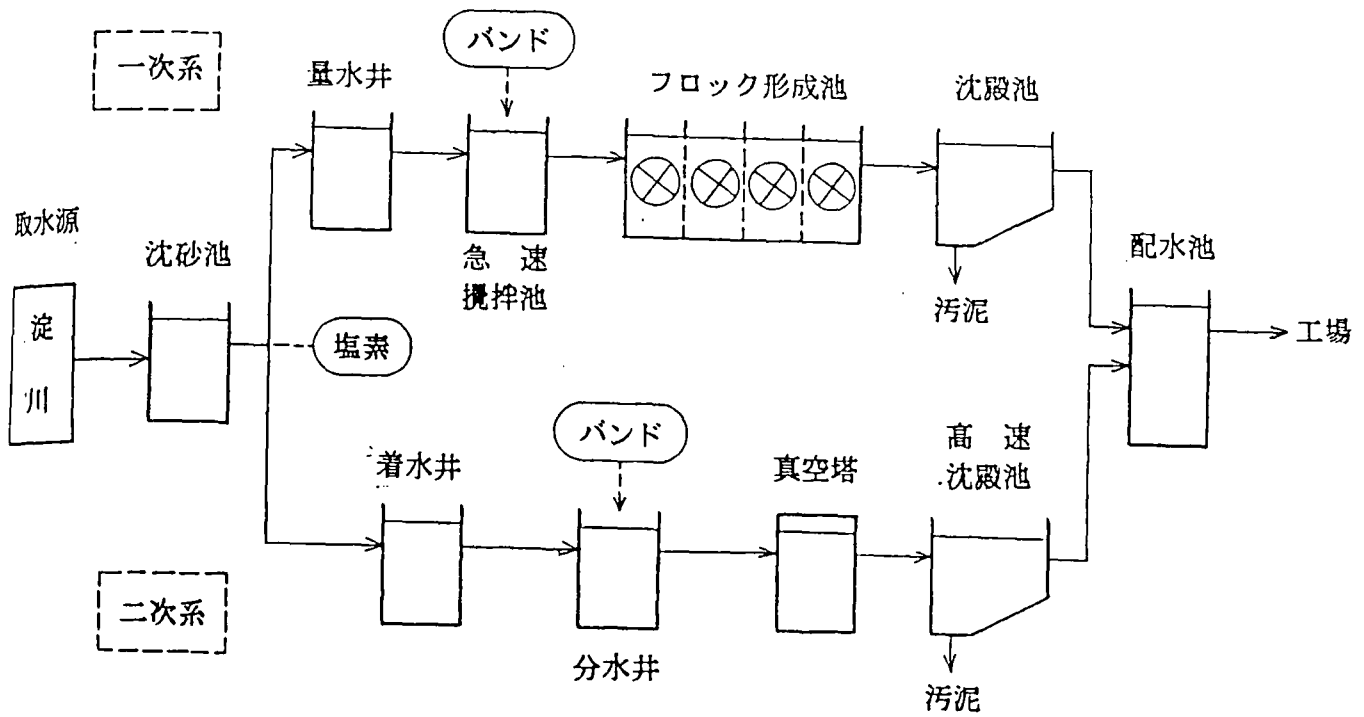 一次系
バンド
量水井
フロック形成池
沈殿池
取水源
沈砂池
急速
攪拌池
汚泥
配水池
淀
川
塩素
工場
バンド
着水井
真空塔
高速
沈殿池
二次系
分水井
汚泥